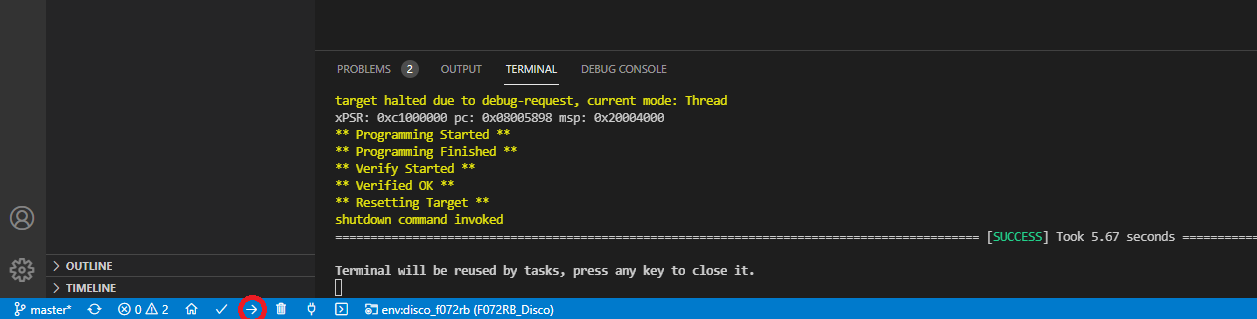 PROBLEMS 2 OUTPUT TERMINAL DEBUG CONSOLE
target halted due to debug-request, current mode: Thread
xPSR: 0xc1000000 pc: 0x08005898 msp: 0x20004000
** Programming Started **
** Programming Finished **
** Verify Started **
** Verified OK **
** Resetting Target **
shutdown command invoked
============================================================================================ [SUCCESS] Took 5.67 seconds ===========
Terminal will be reused by tasks, press any key to close it.
OUTLINE
TIMELINE
master* 0 2 env:disco_f072rb (F072RB_Disco)